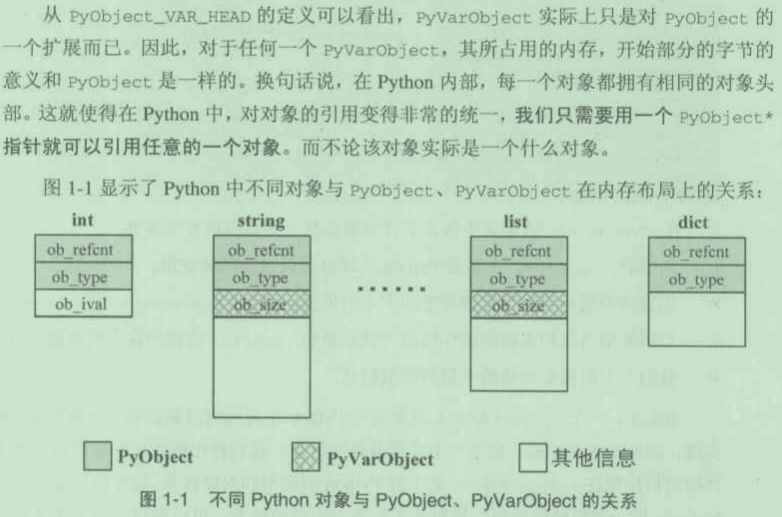 从 PyObject_VAR_HEAD 的定义可以看出，PyVarObject 实际上只是对 PyObject 的
一个扩展而已。因此，对于任何一个 PyVarObject，其所占用的内存，开始部分的字节的
意义和 PyObject 是一样的。换句话说，在 Python 内部，每一个对象都拥有相同的对象头
部。这就使得在 Python 中，对对象的引用变得非常的统一，我们只需要用一个 PyObject*
指针就可以引用任意的一个对象。而不论该对象实际是一个什么对象。
图 1-1 显示了 Python 中不同对象与 PyObject、PyVarObject 在内存布局上的关系：
int string list dict
ob_refcnt ob_refcnt ob_refcnt ob_refcnt
ob_type ob_type ...... ob_type ob_type
ob_ival ob_size ob_size
PyObject PyVarObject 其他信息
图 1-1 不同 Python 对象与 PyObject、PyVarObject 的关系